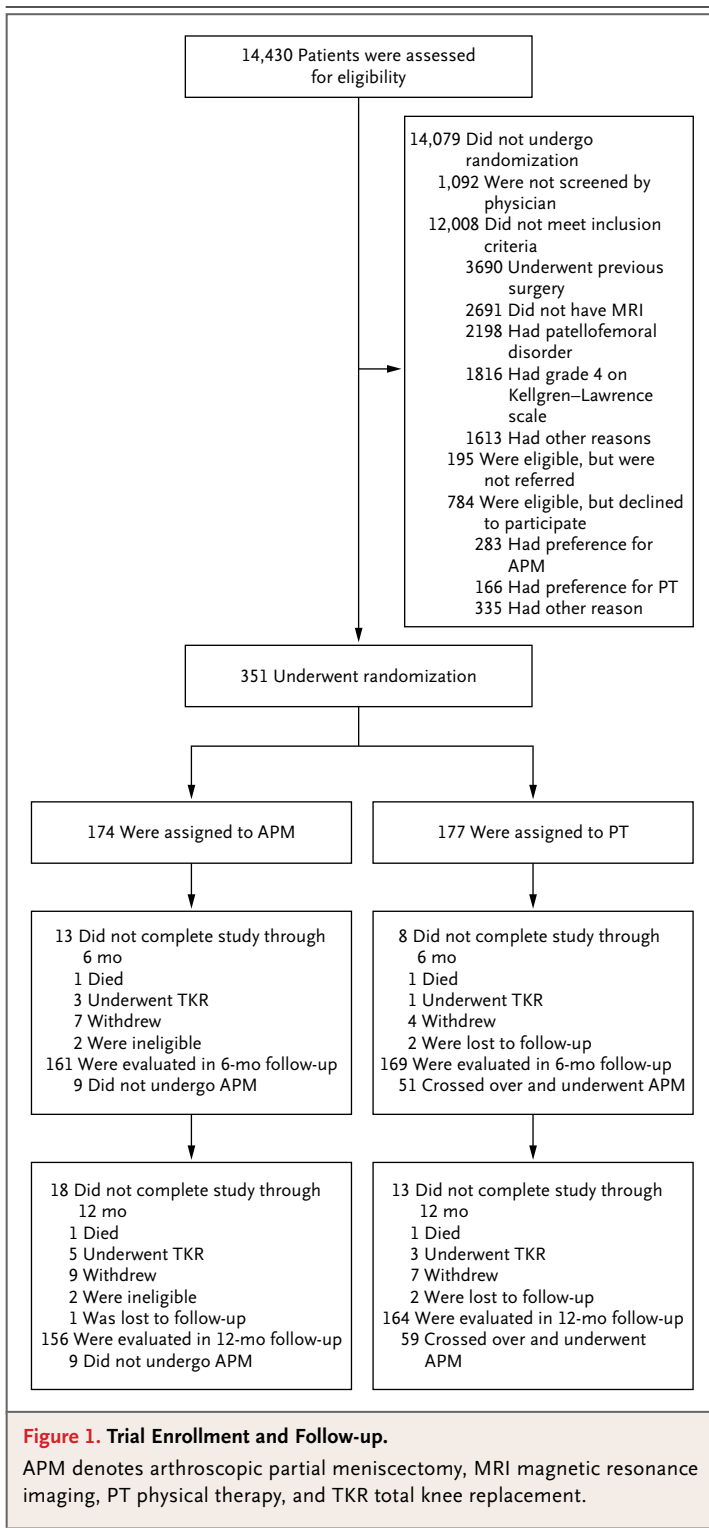 14,430 Patients were assessed
for eligibility
14,079 Did not undergo
randomization
1,092 Were not screened by
physician
12,008 Did not meet inclusion
criteria
3690 Underwent previous
surgery
2691 Did not have MRI
2198 Had patellofemoral
disorder
1816 Had grade 4 on
Kellgren–Lawrence
scale
1613 Had other reasons
195 Were eligible, but were
not referred
784 Were eligible, but declined
to participate
283 Had preference for
APM
166 Had preference for PT
335 Had other reason
351 Underwent randomization
174 Were assigned to APM
177 Were assigned to PT
13 Did not complete study through
6 mo
1 Died
3 Underwent TKR
7 Withdrew
2 Were ineligible
161 Were evaluated in 6-mo follow-up
9 Did not undergo APM
8 Did not complete study through
6 mo
1 Died
1 Underwent TKR
4 Withdrew
2 Were lost to follow-up
169 Were evaluated in 6-mo follow-up
51 Crossed over and underwent APM
18 Did not complete study through
12 mo
1 Died
5 Underwent TKR
9 Withdrew
2 Were ineligible
1 Was lost to follow-up
156 Were evaluated in 12-mo follow-up
9 Did not undergo APM
13 Did not complete study through
12 mo
1 Died
3 Underwent TKR
7 Withdrew
2 Were lost to follow-up
164 Were evaluated in 12-mo follow-up
59 Crossed over and underwent
APM
Figure 1. Trial Enrollment and Follow-up.
APM denotes arthroscopic partial meniscectomy, MRI magnetic resonance
imaging, PT physical therapy, and TKR total knee replacement.